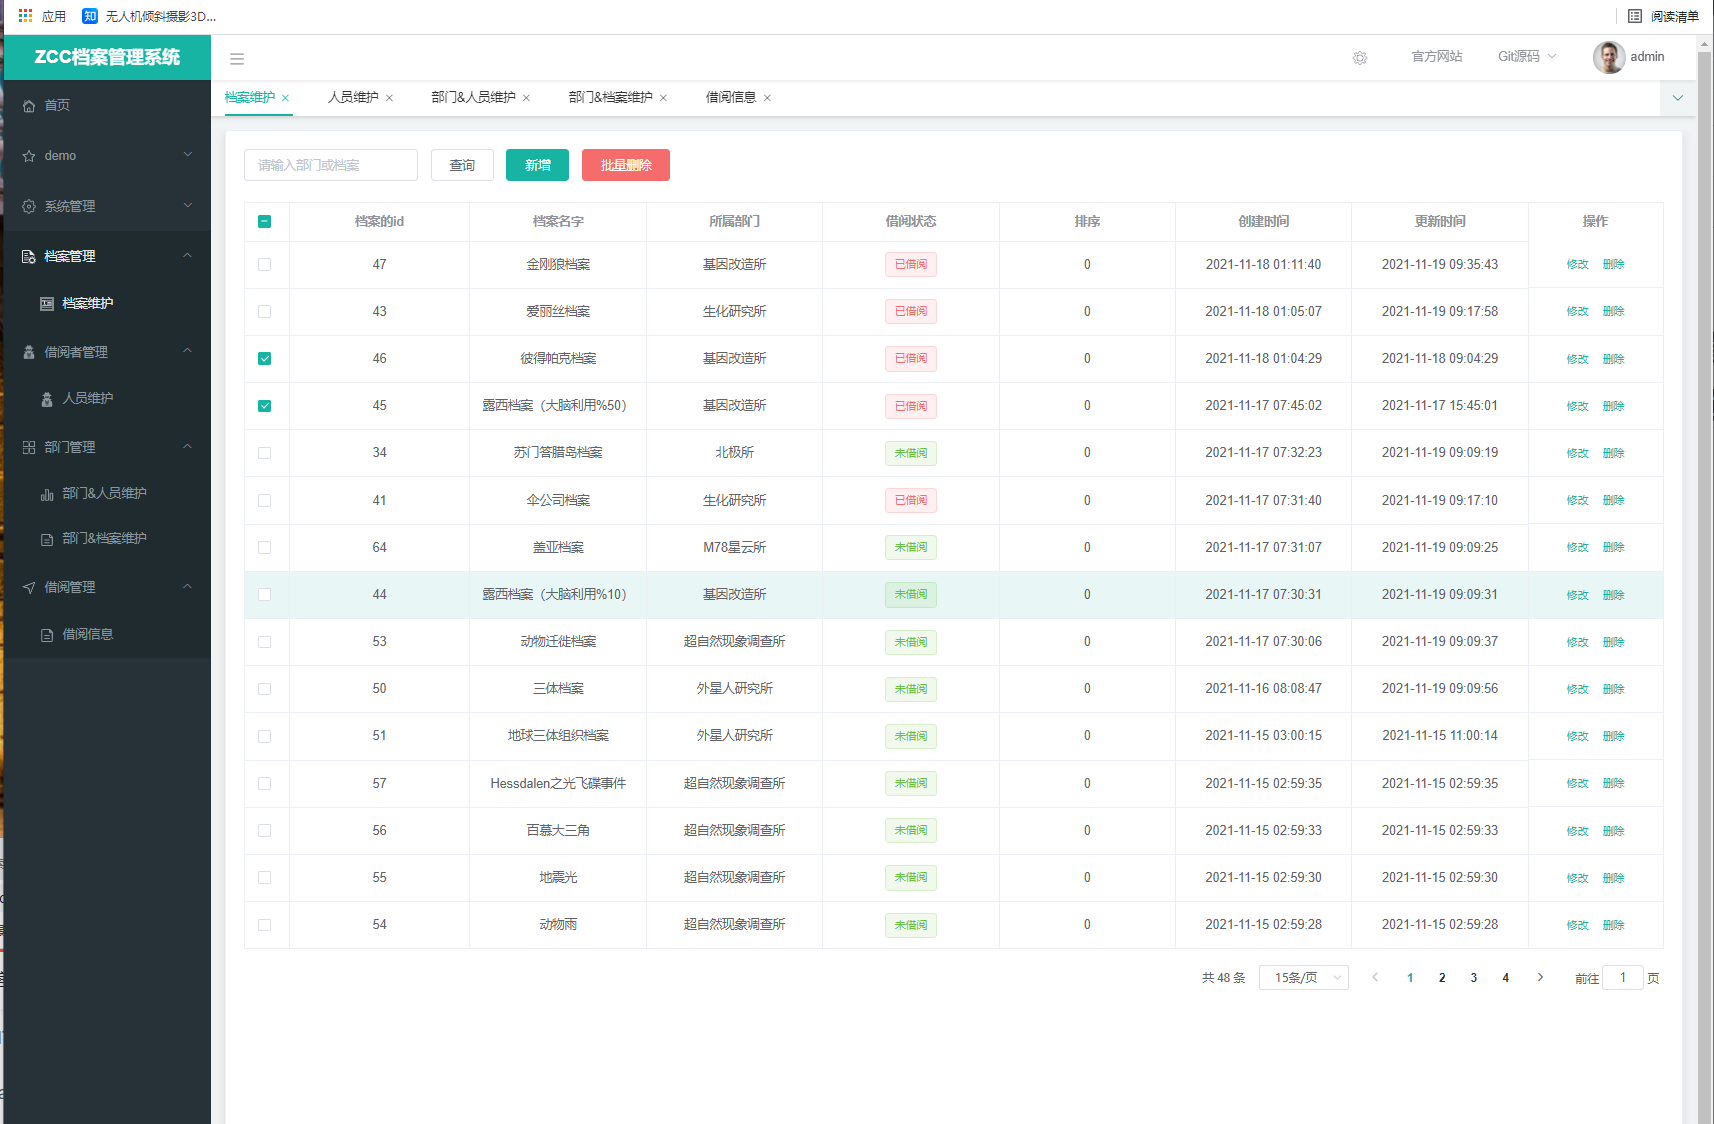 应用 知 无人机倾斜摄影3D... 阅读清单
ZCC档案管理系统 官方网站 Git源码 admin
档案维护 人员维护 部门&人员维护 部门&档案维护 借阅信息
首页
demo
系统管理
档案管理
档案维护
借阅者管理
人员维护
部门管理
部门&人员维护
部门&档案维护
借阅管理
借阅信息
请输入部门或档案 查询 新增 批量删除
档案的id 档案名字 所属部门 借阅状态 排序 创建时间 更新时间 操作
47 金刚狼档案 基因改造所 已借阅 0 2021-11-18 01:11:40 2021-11-19 09:35:43 修改 删除
43 爱丽丝档案 生化研究所 已借阅 0 2021-11-18 01:05:07 2021-11-19 09:17:58 修改 删除
46 彼得帕克档案 基因改造所 已借阅 0 2021-11-18 01:04:29 2021-11-18 09:04:29 修改 删除
45 露西档案（大脑利用%50） 基因改造所 已借阅 0 2021-11-17 07:45:02 2021-11-17 15:45:01 修改 删除
34 苏门答腊岛档案 北极所 未借阅 0 2021-11-17 07:32:23 2021-11-19 09:09:19 修改 删除
41 伞公司档案 生化研究所 已借阅 0 2021-11-17 07:31:40 2021-11-19 09:17:10 修改 删除
64 盖亚档案 M78星云所 未借阅 0 2021-11-17 07:31:07 2021-11-19 09:09:25 修改 删除
44 露西档案（大脑利用%10） 基因改造所 未借阅 0 2021-11-17 07:30:31 2021-11-19 09:09:31 修改 删除
53 动物迁徙档案 超自然现象调查所 未借阅 0 2021-11-17 07:30:06 2021-11-19 09:09:37 修改 删除
50 三体档案 外星人研究所 未借阅 0 2021-11-16 08:08:47 2021-11-19 09:09:56 修改 删除
51 地球三体组织档案 外星人研究所 未借阅 0 2021-11-15 03:00:15 2021-11-15 11:00:14 修改 删除
57 Hessdalen之光飞碟事件 超自然现象调查所 未借阅 0 2021-11-15 02:59:35 2021-11-15 02:59:35 修改 删除
56 百慕大三角 超自然现象调查所 未借阅 0 2021-11-15 02:59:33 2021-11-15 02:59:33 修改 删除
55 地震光 超自然现象调查所 未借阅 0 2021-11-15 02:59:30 2021-11-15 02:59:30 修改 删除
54 动物雨 超自然现象调查所 未借阅 0 2021-11-15 02:59:28 2021-11-15 02:59:28 修改 删除
共 48 条 15条/页 1 2 3 4 前往 1 页